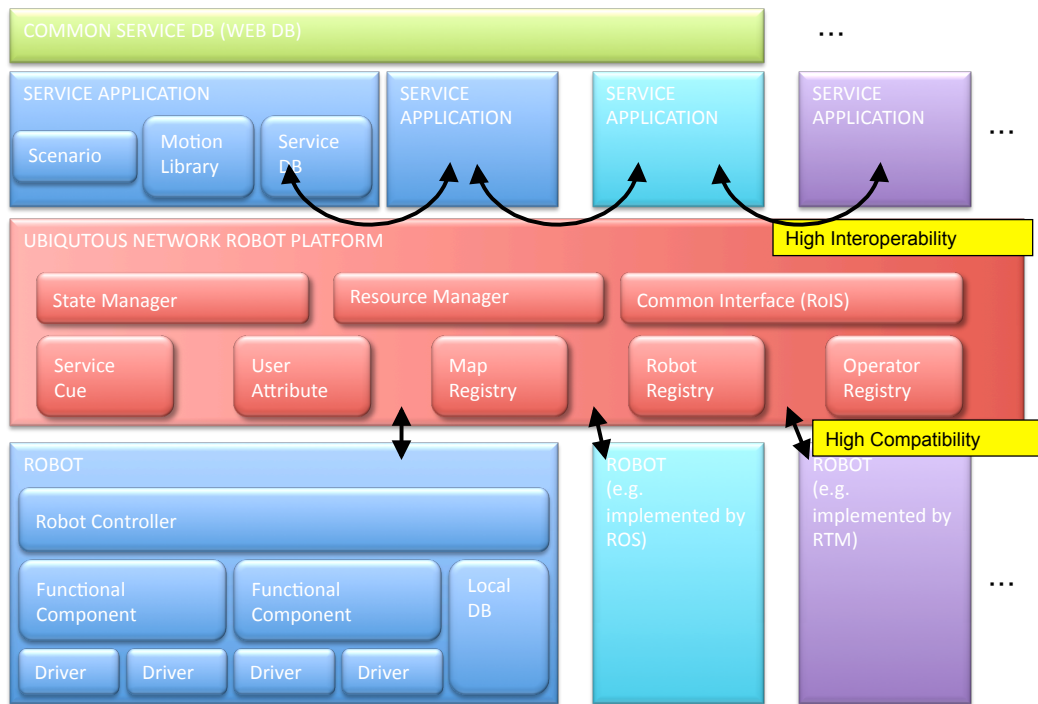 COMMON SERVICE DB (WEB DB)
...
SERVICE APPLICATION
Scenario
Motion
Library
Service
DB
SERVICE
APPLICATION
SERVICE
APPLICATION
SERVICE
APPLICATION
...
UBIQUTOUS NETWORK ROBOT PLATFORM
High Interoperability
State Manager
Resource Manager
Common Interface (RoIS)
Service
Cue
User
Attribute
Map
Registry
Robot
Registry
Operator
Registry
High Compatibility
ROBOT
Robot Controller
Functional
Component
Functional
Component
Local
DB
Driver
Driver
Driver
Driver
ROBOT
(e.g.
implemented by
ROS)
ROBOT
(e.g.
implemented by
RTM)
...